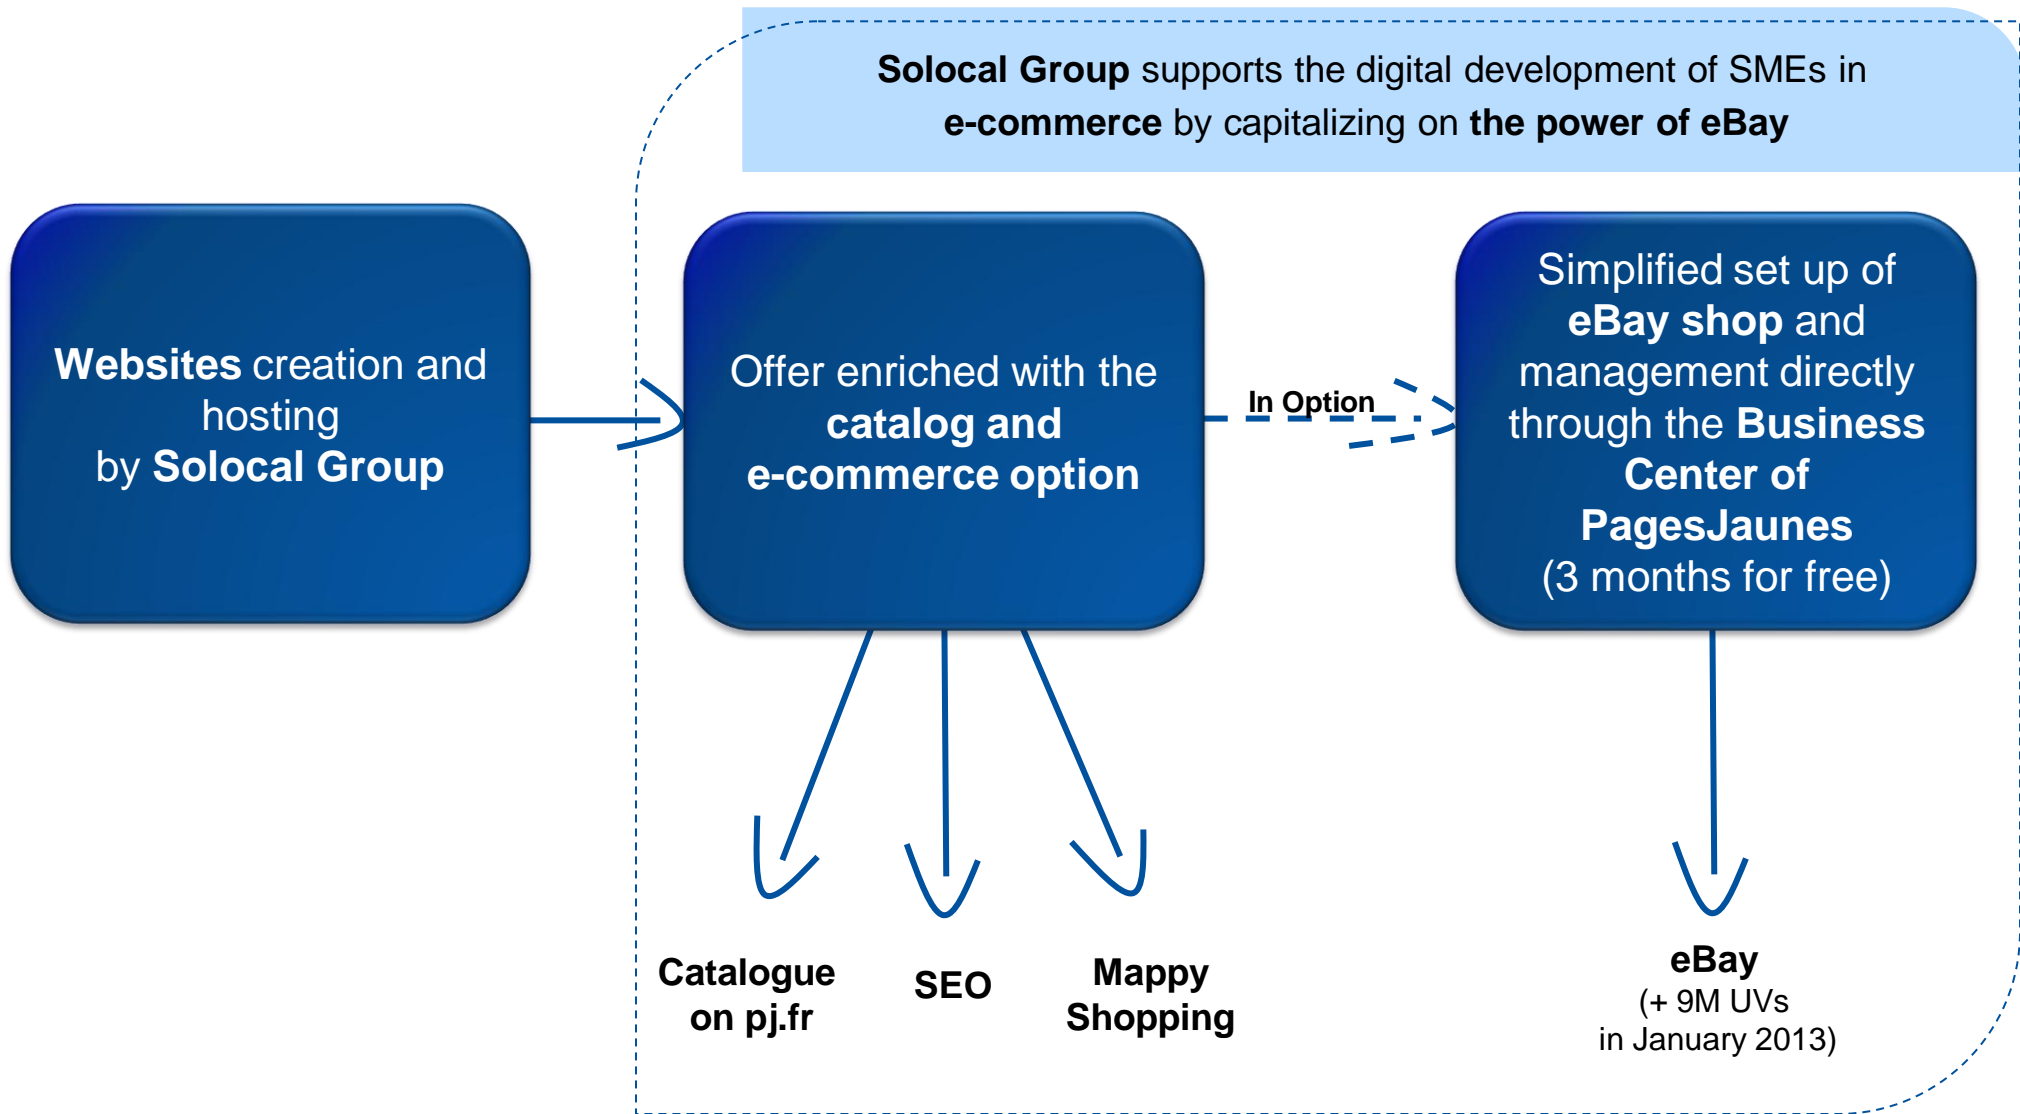 Solocal Group supports the digital development of SMEs in
e-commerce by capitalizing on the power of eBay
Websites creation and
hosting
by Solocal Group
Offer enriched with the
catalog and
e-commerce option
In Option
Simplified set up of
eBay shop and
management directly
through the Business
Center of
PagesJaunes
(3 months for free)
Catalogue
on pj.fr
SEO
Mappy
Shopping
eBay
(+ 9M UVs
in January 2013)